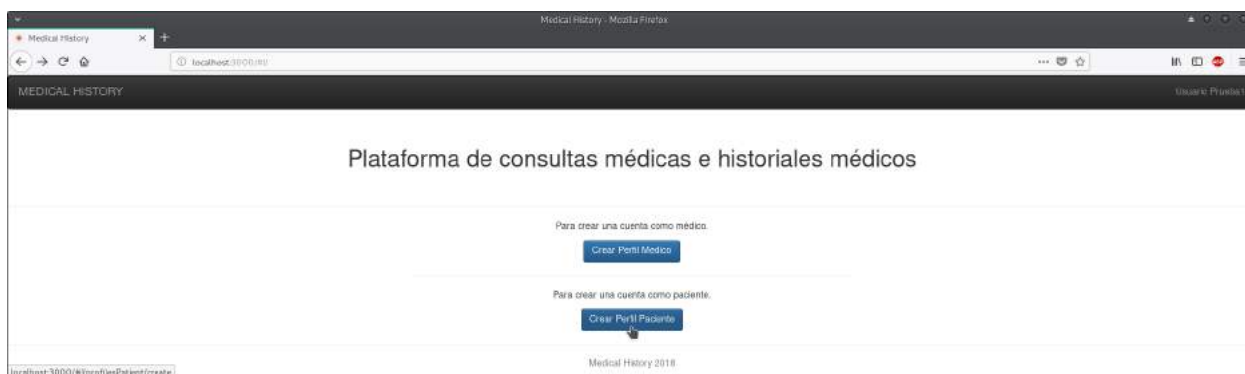 Medical History - Mozilla Firefox
Medical History
localhost:3000/#!/
MEDICAL HISTORY
Usuario Prueba1
Plataforma de consultas médicas e historiales médicos
Para crear una cuenta como médico.
Crear Perfil Medico
Para crear una cuenta como paciente.
Crear Perfil Paciente
Medical History 2018
localhost:3000/#!/profilesPatient/create